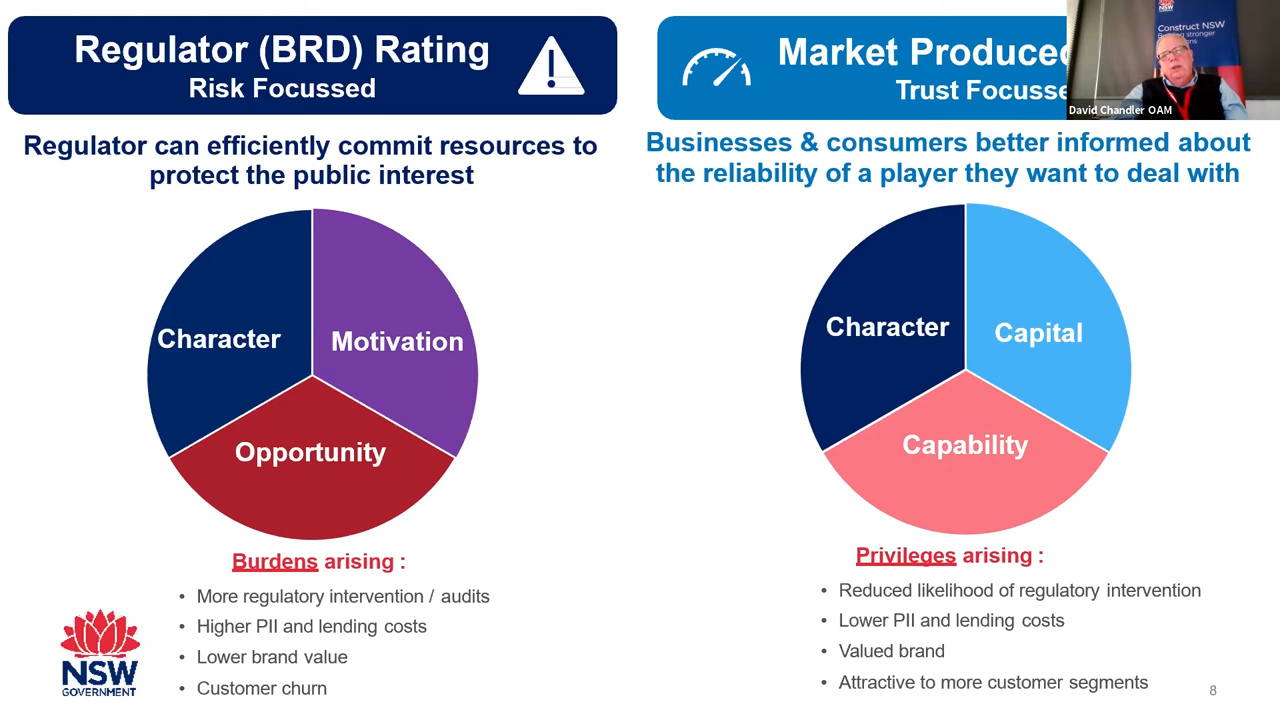 Regulator (BRD) Rating
Risk Focussed
Regulator can efficiently commit resources to
protect the public interest
Character
Motivation
Opportunity
Burdens arising :
• More regulatory intervention / audits
• Higher PII and lending costs
• Lower brand value
• Customer churn
NSW
GOVERNMENT
Market Produced
Trust Focusse
Construct NSW
stronger
David Chandler OAM
Businesses & consumers better informed about
the reliability of a player they want to deal with
Character
Capital
Capability
Privileges arising :
• Reduced likelihood of regulatory intervention
• Lower PII and lending costs
• Valued brand
• Attractive to more customer segments
8